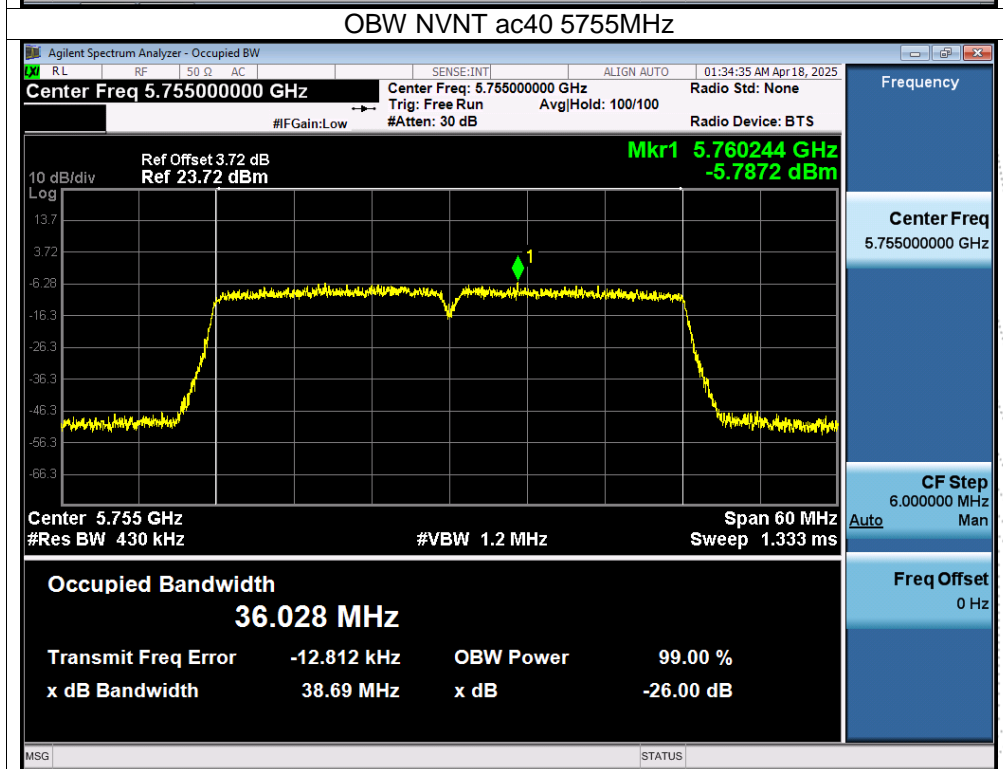 OBW NVNT ac40 5755MHz
Agilent Spectrum Analyzer - Occupied BW
LXI RL RF 50 Ω AC SENSE:INT ALIGN AUTO 01:34:35 AM Apr 18, 2025
Center Freq 5.755000000 GHz
Center Freq: 5.755000000 GHz Radio Std: None
Trig: Free Run Avg|Hold: 100/100
#IFGain:Low #Atten: 30 dB Radio Device: BTS
Mkr1 5.760244 GHz
-5.7872 dBm
Ref Offset 3.72 dB
10 dB/div Ref 23.72 dBm
Log
13.7
3.72
-6.28
-16.3
-26.3
-36.3
-46.3
-56.3
-66.3
1
Center 5.755 GHz Span 60 MHz
#Res BW 430 kHz #VBW 1.2 MHz Sweep 1.333 ms
Occupied Bandwidth
36.028 MHz
Transmit Freq Error -12.812 kHz OBW Power 99.00 %
x dB Bandwidth 38.69 MHz x dB -26.00 dB
Frequency
Center Freq
5.755000000 GHz
CF Step
6.000000 MHz
Auto Man
Freq Offset
0 Hz
MSG STATUS